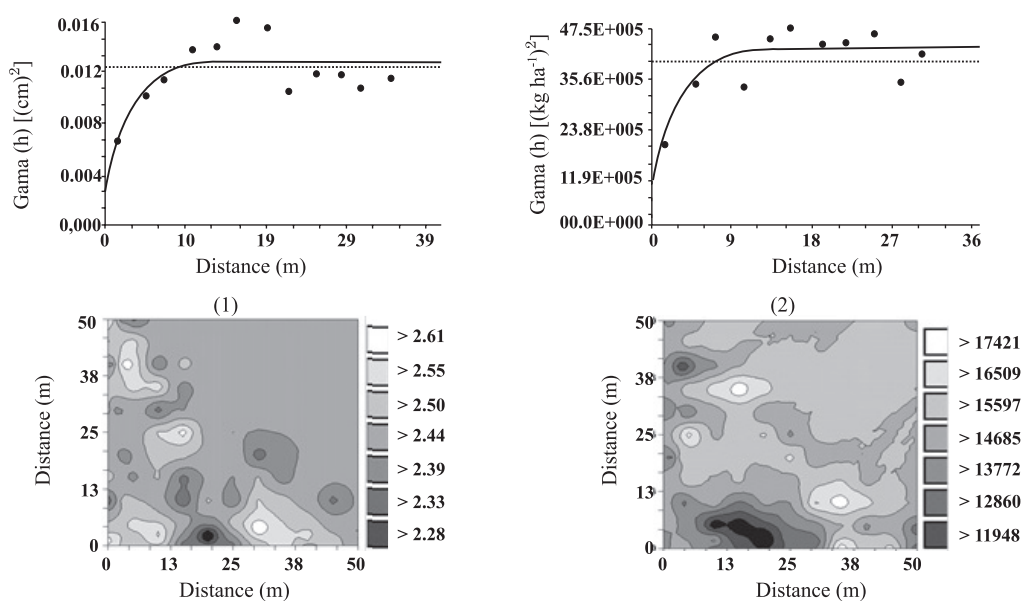 0.016
0.012
0.008
0.004
0,000
Gama (h) [(cm)²]
0 10 19 29 39
Distance (m)
(1)
47.5E+005
35.6E+005
23.8E+005
11.9E+005
00.0E+000
Gama (h) [(kg ha⁻¹)²]
0 9 18 27 36
Distance (m)
(2)
50
38
25
13
0
Distance (m)
0 13 25 38 50
Distance (m)
> 2.61
> 2.55
> 2.50
> 2.44
> 2.39
> 2.33
> 2.28
50
38
25
13
0
Distance (m)
0 13 25 38 50
Distance (m)
> 17421
> 16509
> 15597
> 14685
> 13772
> 12860
> 11948